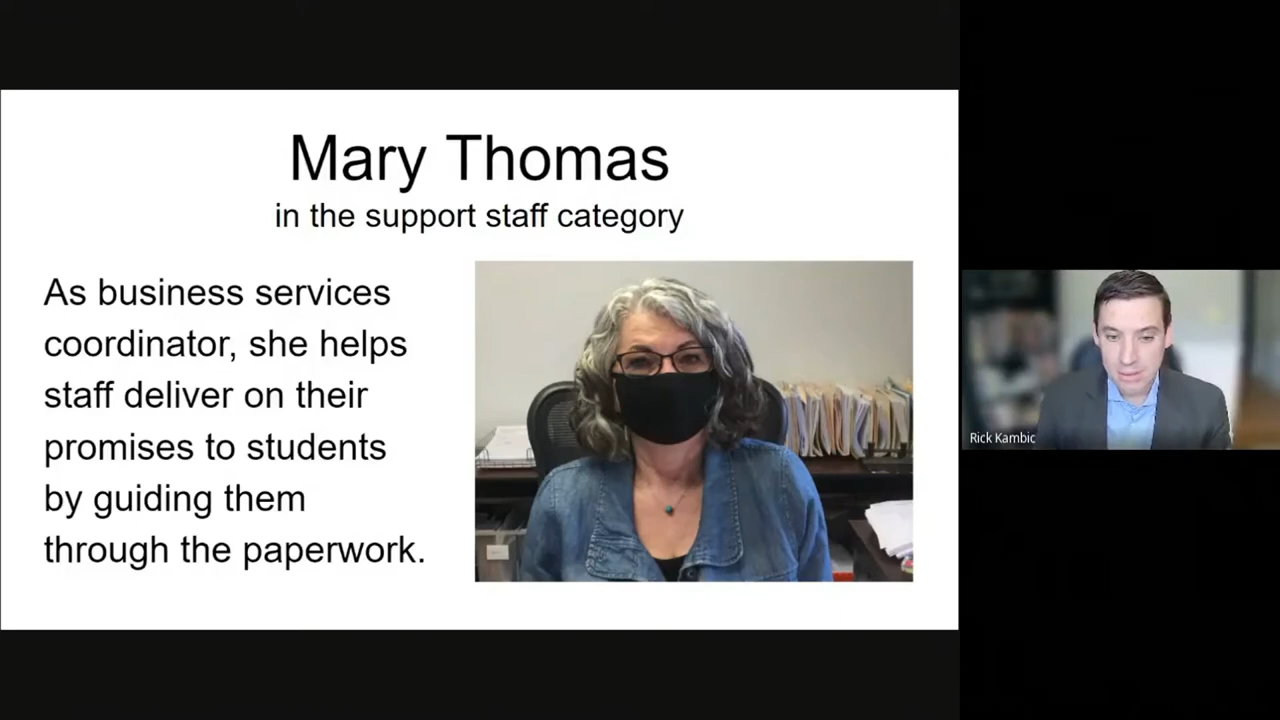 Mary Thomas
in the support staff category
As business services
coordinator, she helps
staff deliver on their
promises to students
by guiding them
through the paperwork.
Rick Kambic